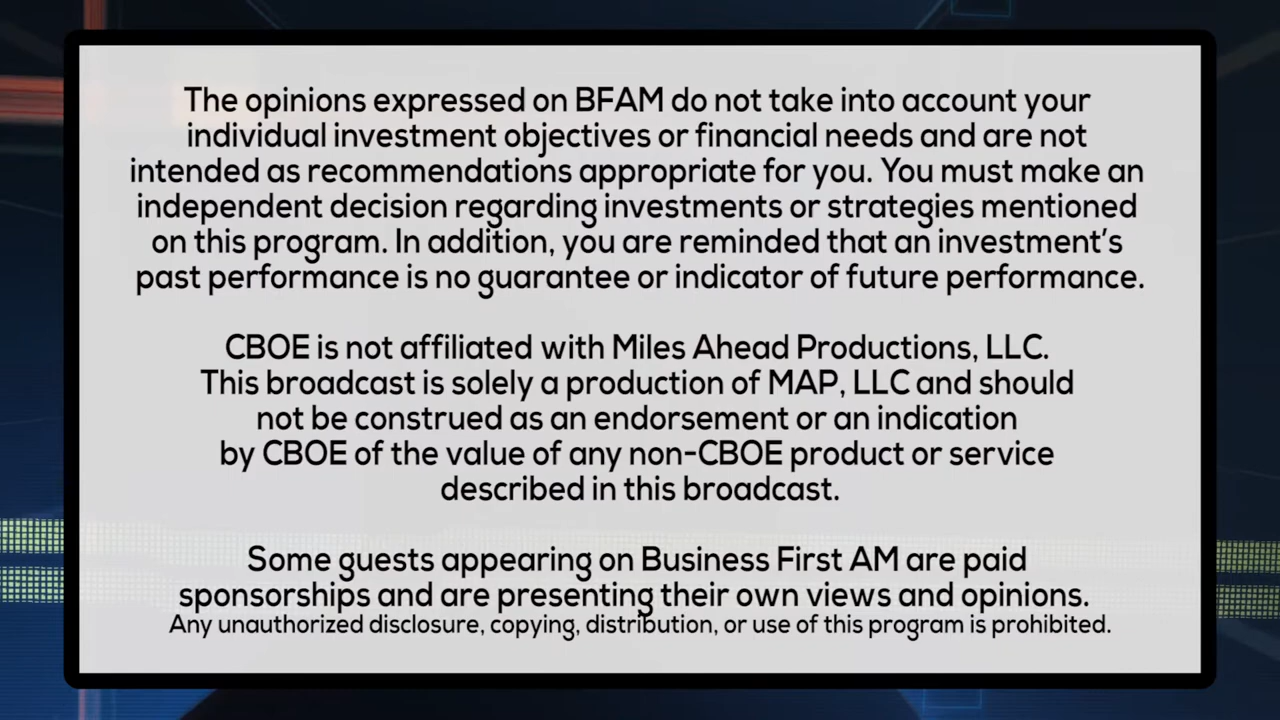 The opinions expressed on BFAM do not take into account your
individual investment objectives or financial needs and are not
intended as recommendations appropriate for you. You must make an
independent decision regarding investments or strategies mentioned
on this program. In addition, you are reminded that an investment's
past performance is no guarantee or indicator of future performance.
CBOE is not affiliated with Miles Ahead Productions, LLC.
This broadcast is solely a production of MAP, LLC and should
not be construed as an endorsement or an indication
by CBOE of the value of any non-CBOE product or service
described in this broadcast.
Some guests appearing on Business First AM are paid
sponsorships and are presenting their own views and opinions.
Any unauthorized disclosure, copying, distribution, or use of this program is prohibited.